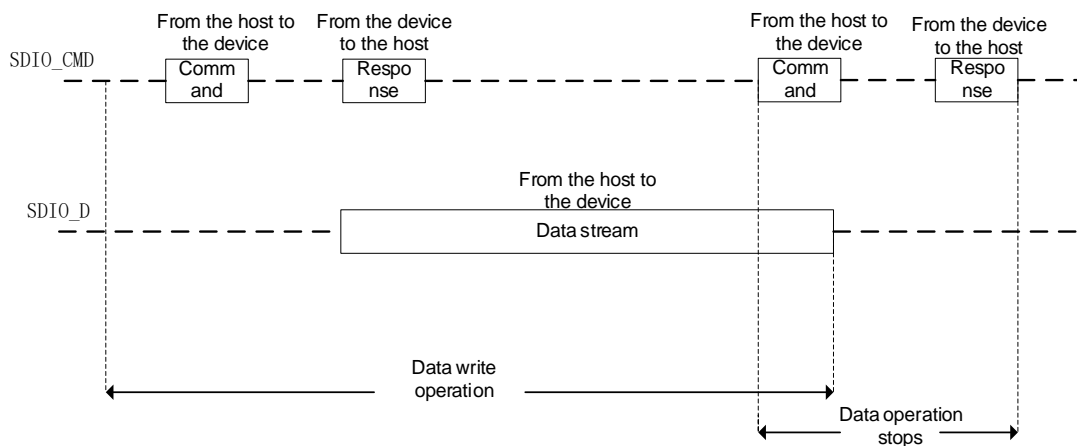 From the host to
the device
From the device
to the host
From the host to
the device
From the device
to the host
SDIO_CMD
Comm
and
Respo
nse
Comm
and
Respo
nse
From the host to
the device
SDIO_D
Data stream
Data write
operation
Data operation
stops